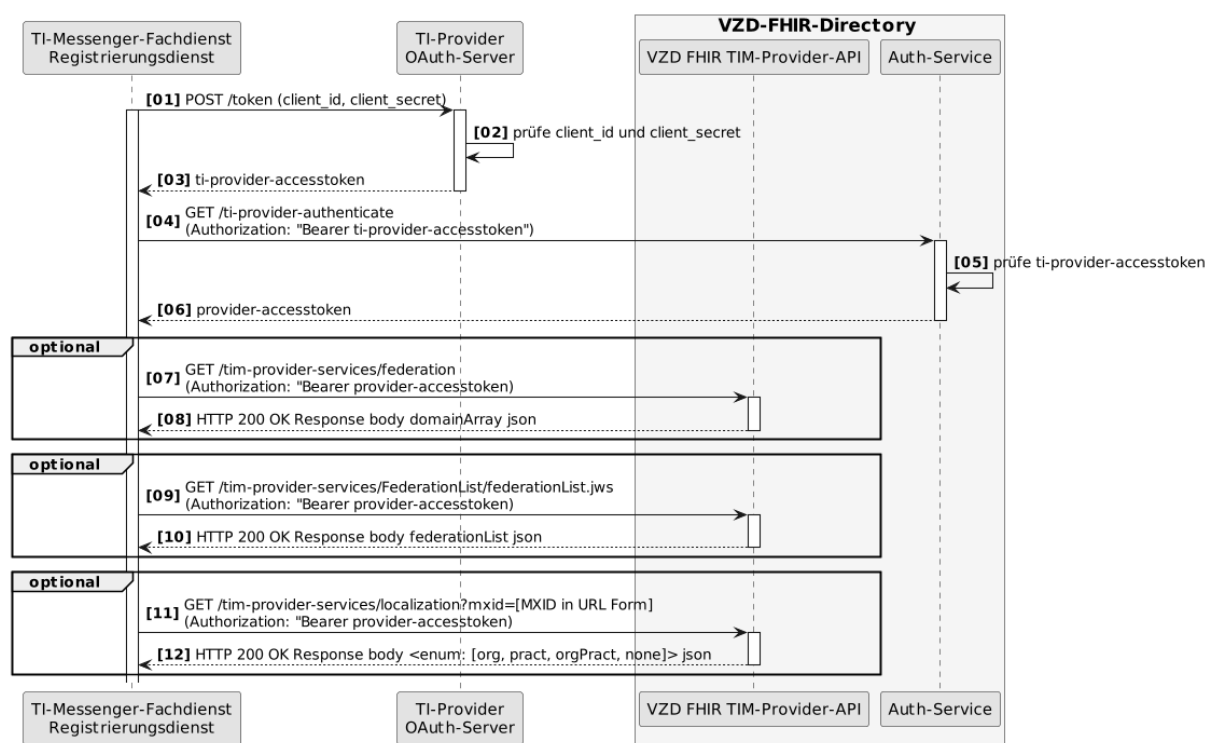 VZD-FHIR-Directory
TI-Messenger-Fachdienst
Registrierungsdienst
TI-Provider
OAuth-Server
VZD FHIR TIM-Provider-API
Auth-Service
[01] POST /token (client_id, client_secret)
[02] prüfe client_id und client_secret
[03] ti-provider-accesstoken
[04] GET /ti-provider-authenticate
(Authorization: "Bearer ti-provider-accesstoken")
[05] prüfe ti-provider-accesstoken
[06] provider-accesstoken
optional
[07] GET /tim-provider-services/federation
(Authorization: "Bearer provider-accesstoken)
[08] HTTP 200 OK Response body domainArray json
optional
[09] GET /tim-provider-services/FederationList/federationList.jws
(Authorization: "Bearer provider-accesstoken)
[10] HTTP 200 OK Response body federationList json
optional
[11] GET /tim-provider-services/localization?mxid=[MXID in URL Form]
(Authorization: "Bearer provider-accesstoken)
[12] HTTP 200 OK Response body <enum: [org, pract, orgPract, none]> json
TI-Messenger-Fachdienst
Registrierungsdienst
TI-Provider
OAuth-Server
VZD FHIR TIM-Provider-API
Auth-Service